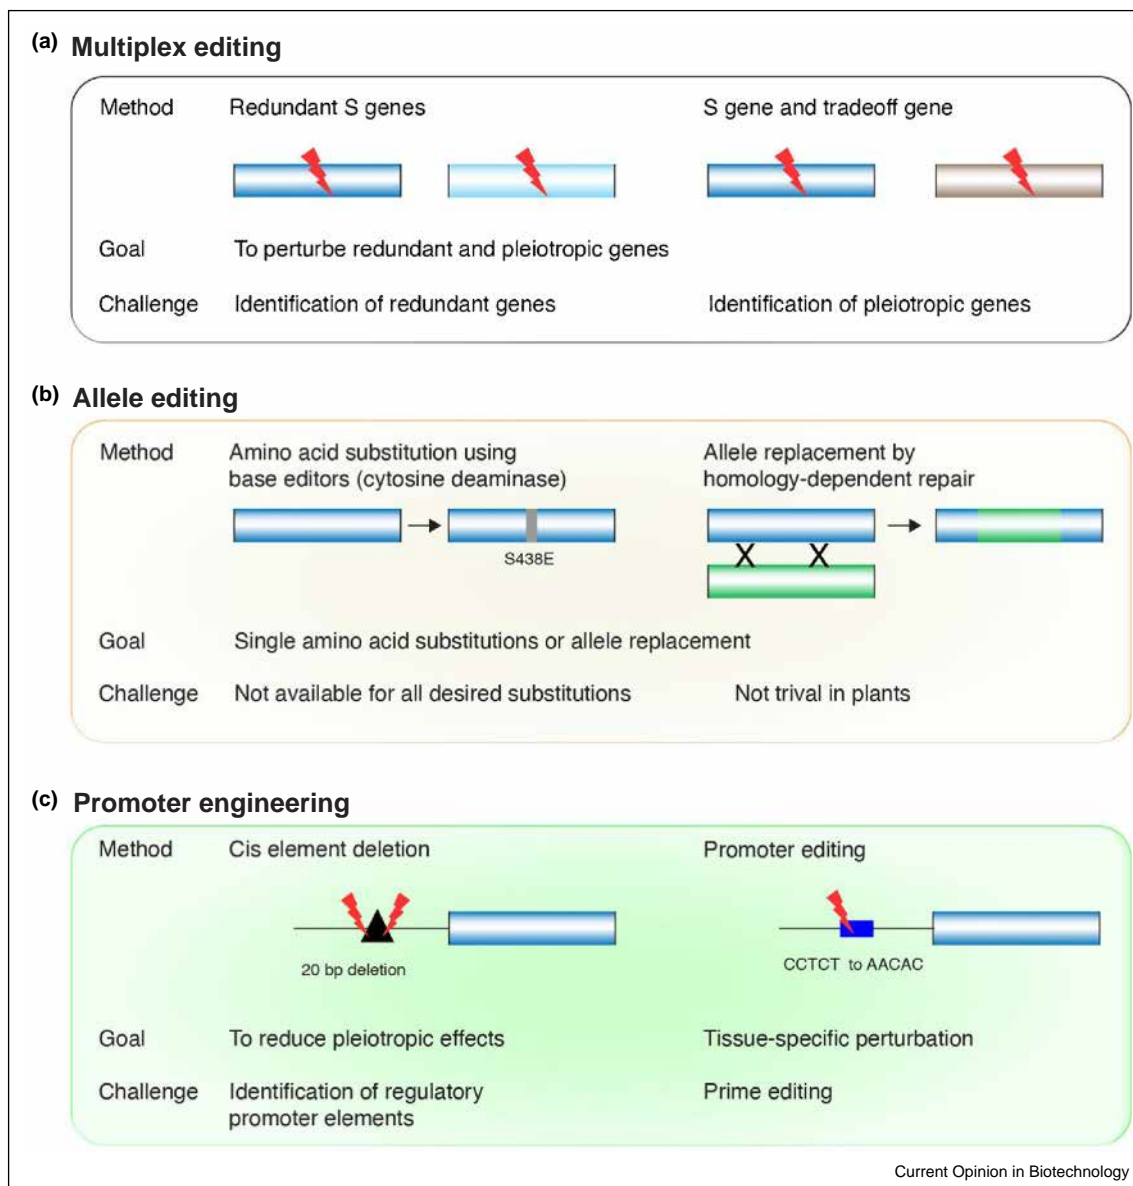 (a) Multiplex editing
Method Redundant S genes S gene and tradeoff gene
Goal To perturbe redundant and pleiotropic genes
Challenge Identification of redundant genes Identification of pleiotropic genes
(b) Allele editing
Method Amino acid substitution using Allele replacement by
base editors (cytosine deaminase) homology-dependent repair
S438E
X X
Goal Single amino acid substitutions or allele replacement
Challenge Not available for all desired substitutions Not trival in plants
(c) Promoter engineering
Method Cis element deletion Promoter editing
20 bp deletion CCTCT to AACAC
Goal To reduce pleiotropic effects Tissue-specific perturbation
Challenge Identification of regulatory Prime editing
promoter elements
Current Opinion in Biotechnology